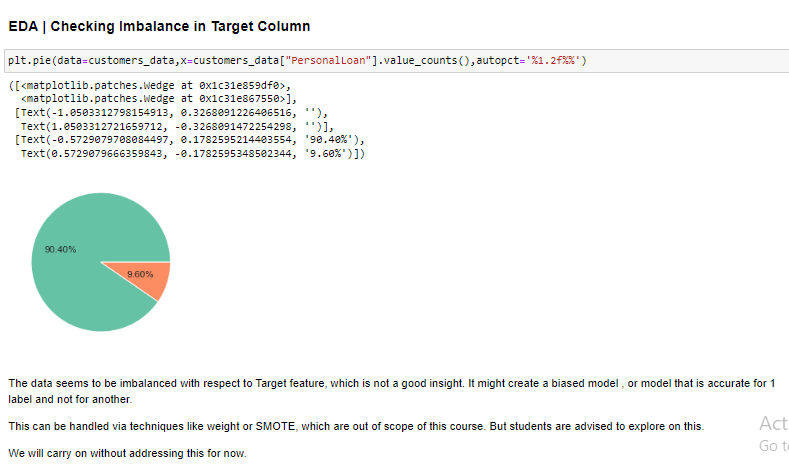 EDA | Checking Imbalance in Target Column
plt.pie(data=customers_data,x=customers_data["PersonalLoan"].value_counts(),autopct='%1.2f%%')
([<matplotlib.patches.Wedge at 0x1c31e859df0>,
<matplotlib.patches.Wedge at 0x1c31e867550>],
[Text(-1.0503312798154913, 0.3268091226406516, ''),
Text(1.0503312721659712, -0.3268091472254298, '')],
[Text(-0.5729079708084497, 0.1782595214403554, '90.40%'),
Text(0.5729079666359843, -0.1782595348502344, '9.60%')])
90.40%
9.60%
The data seems to be imbalanced with respect to Target feature, which is not a good insight. It might create a biased model , or model that is accurate for 1
label and not for another.
This can be handled via techniques like weight or SMOTE, which are out of scope of this course. But students are advised to explore on this.
Act
Go t
We will carry on without addressing this for now.